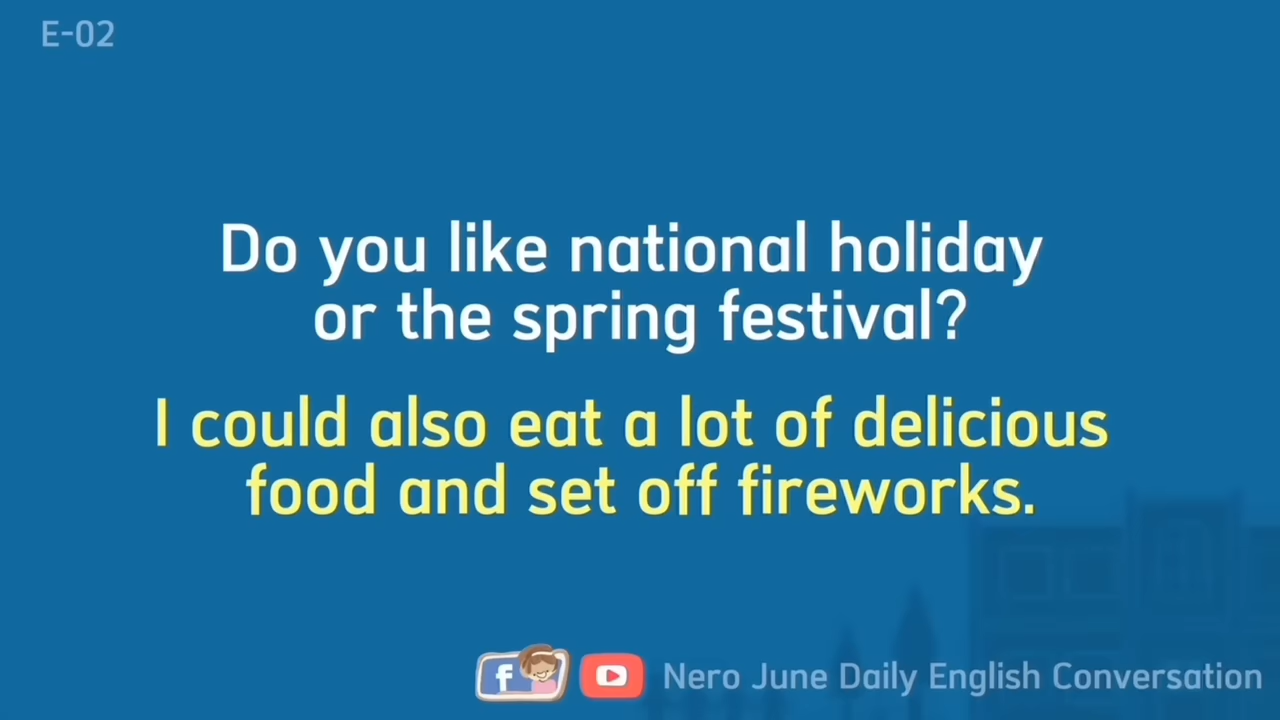 E-02
Do you like national holiday
or the spring festival?
I could also eat a lot of delicious
food and set off fireworks.
f
Nero June Daily English Conversation